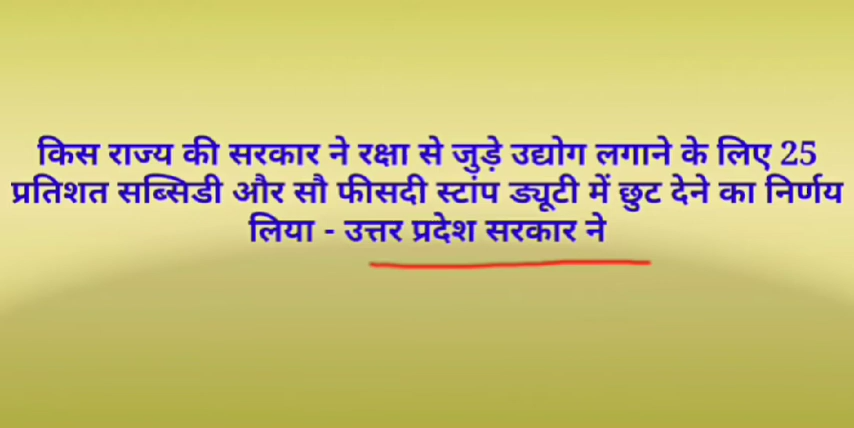 किस राज्य की सरकार ने रक्षा से जुड़े उद्योग लगाने के लिए 25
प्रतिशत सब्सिडी और सौ फीसदी स्टांप ड्यूटी में छुट देने का निर्णय
लिया - उत्तर प्रदेश सरकार ने